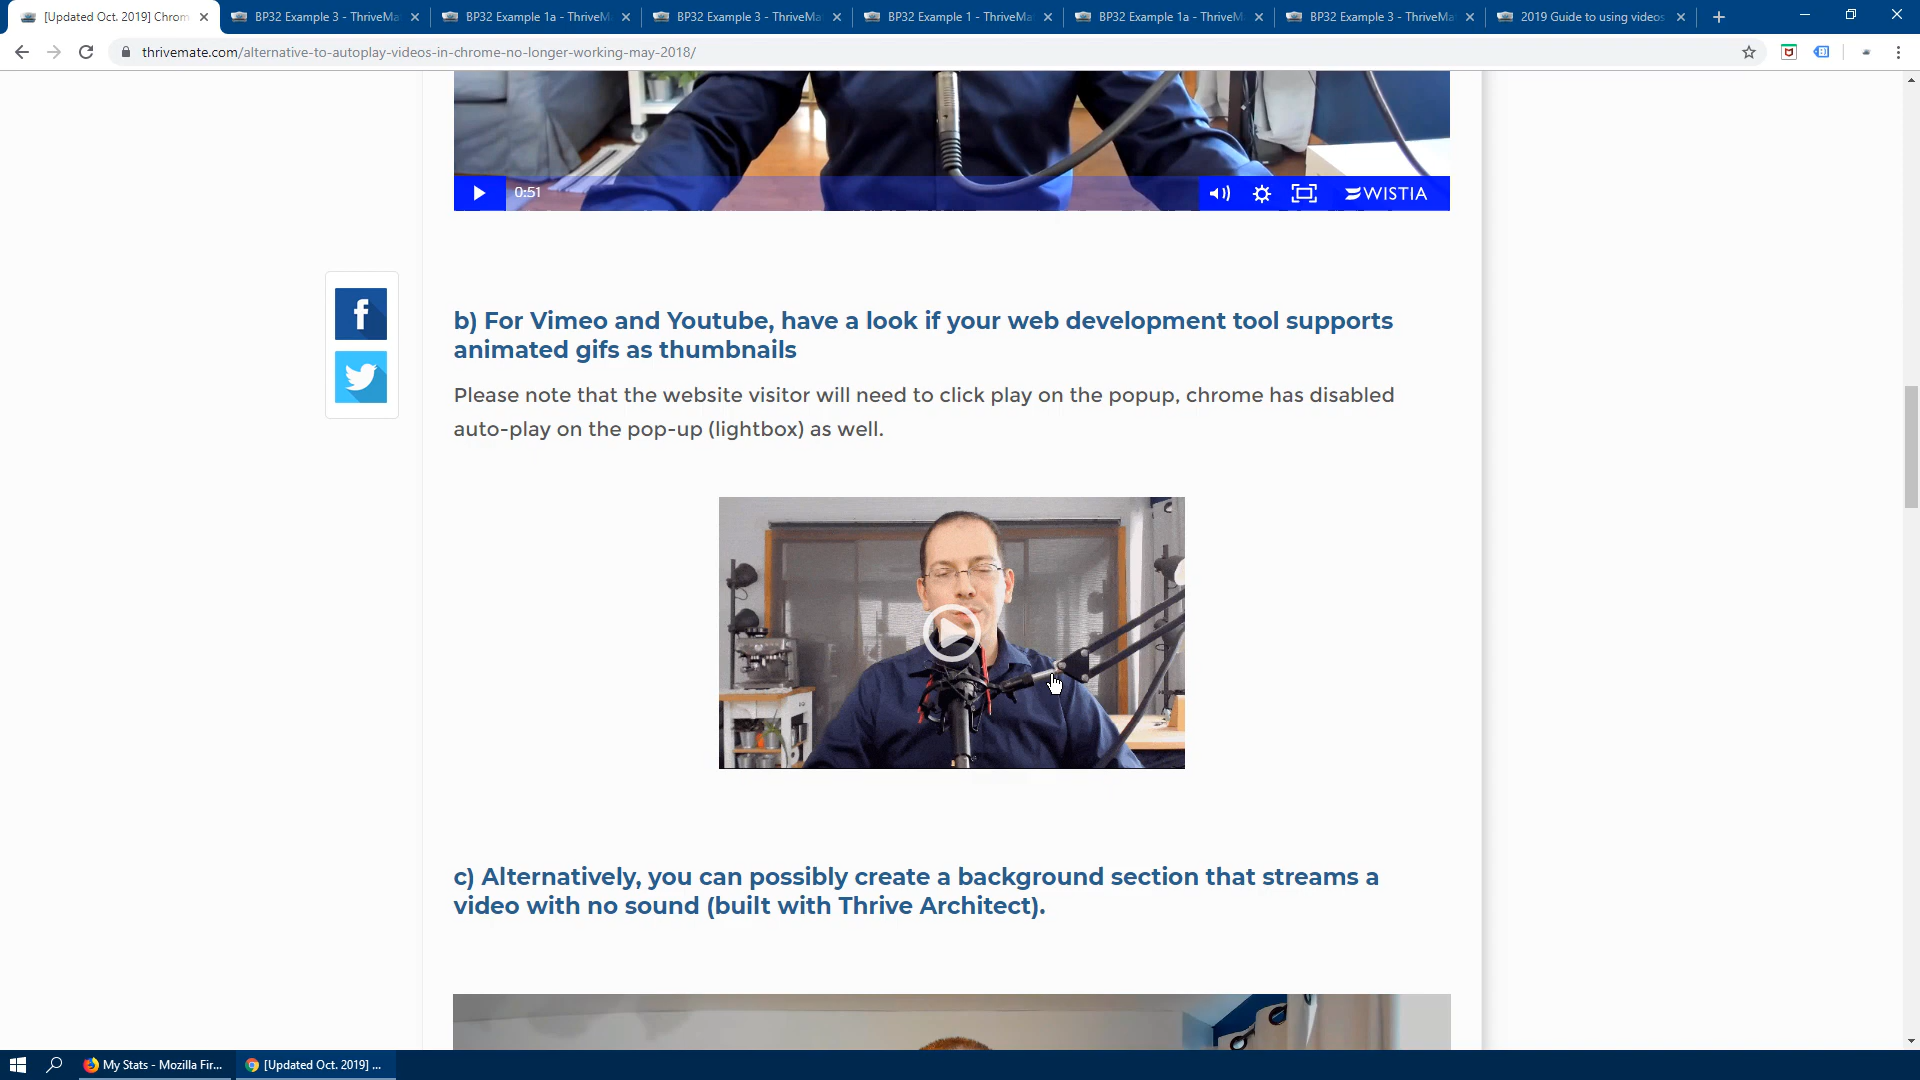 [Updated Oct. 2019] Chrom
BP32 Example 3 - ThriveMa
BP32 Example 1a - ThriveM
BP32 Example 3 - ThriveMa
BP32 Example 1 - ThriveMa
BP32 Example 1a - ThriveM
BP32 Example 3 - ThriveMa
2019 Guide to using videos
thrivemate.com/alternative-to-autoplay-videos-in-chrome-no-longer-working-may-2018/
0:51
WISTIA
b) For Vimeo and Youtube, have a look if your web development tool supports
animated gifs as thumbnails
Please note that the website visitor will need to click play on the popup, chrome has disabled
auto-play on the pop-up (lightbox) as well.
c) Alternatively, you can possibly create a background section that streams a
video with no sound (built with Thrive Architect).
My Stats - Mozilla Fir...
[Updated Oct. 2019] ...